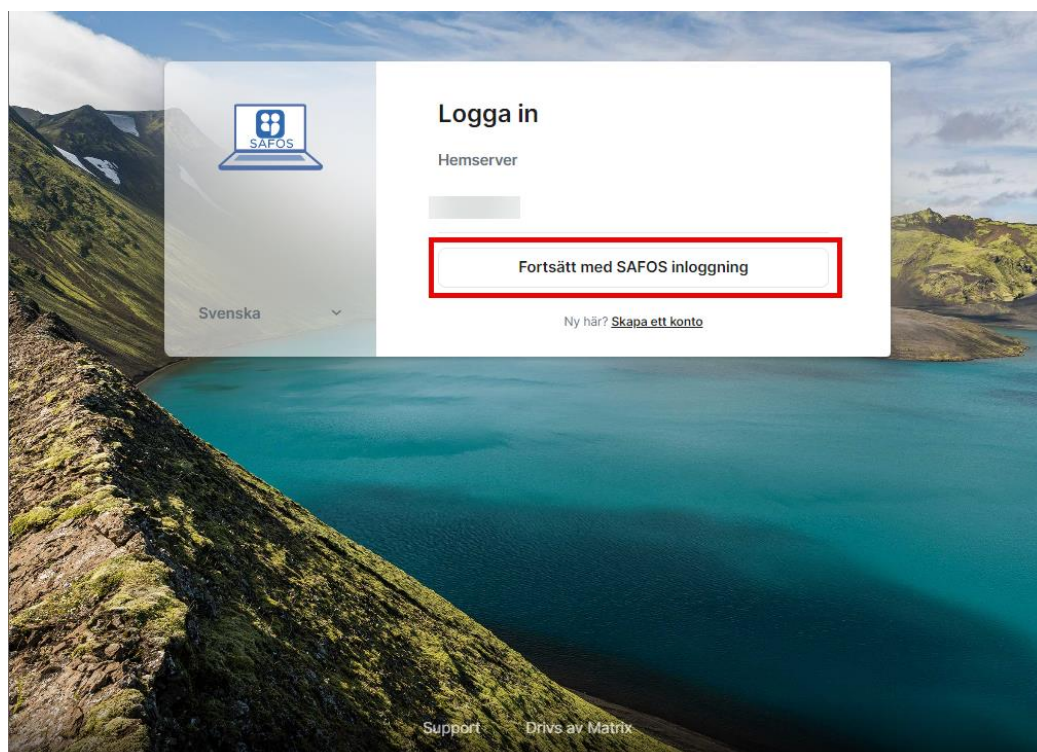 SAFOS
Logga in
Hemserver
Fortsätt med SAFOS inloggning
Svenska
Ny här? Skapa ett konto
Support
Drivs av Matrix